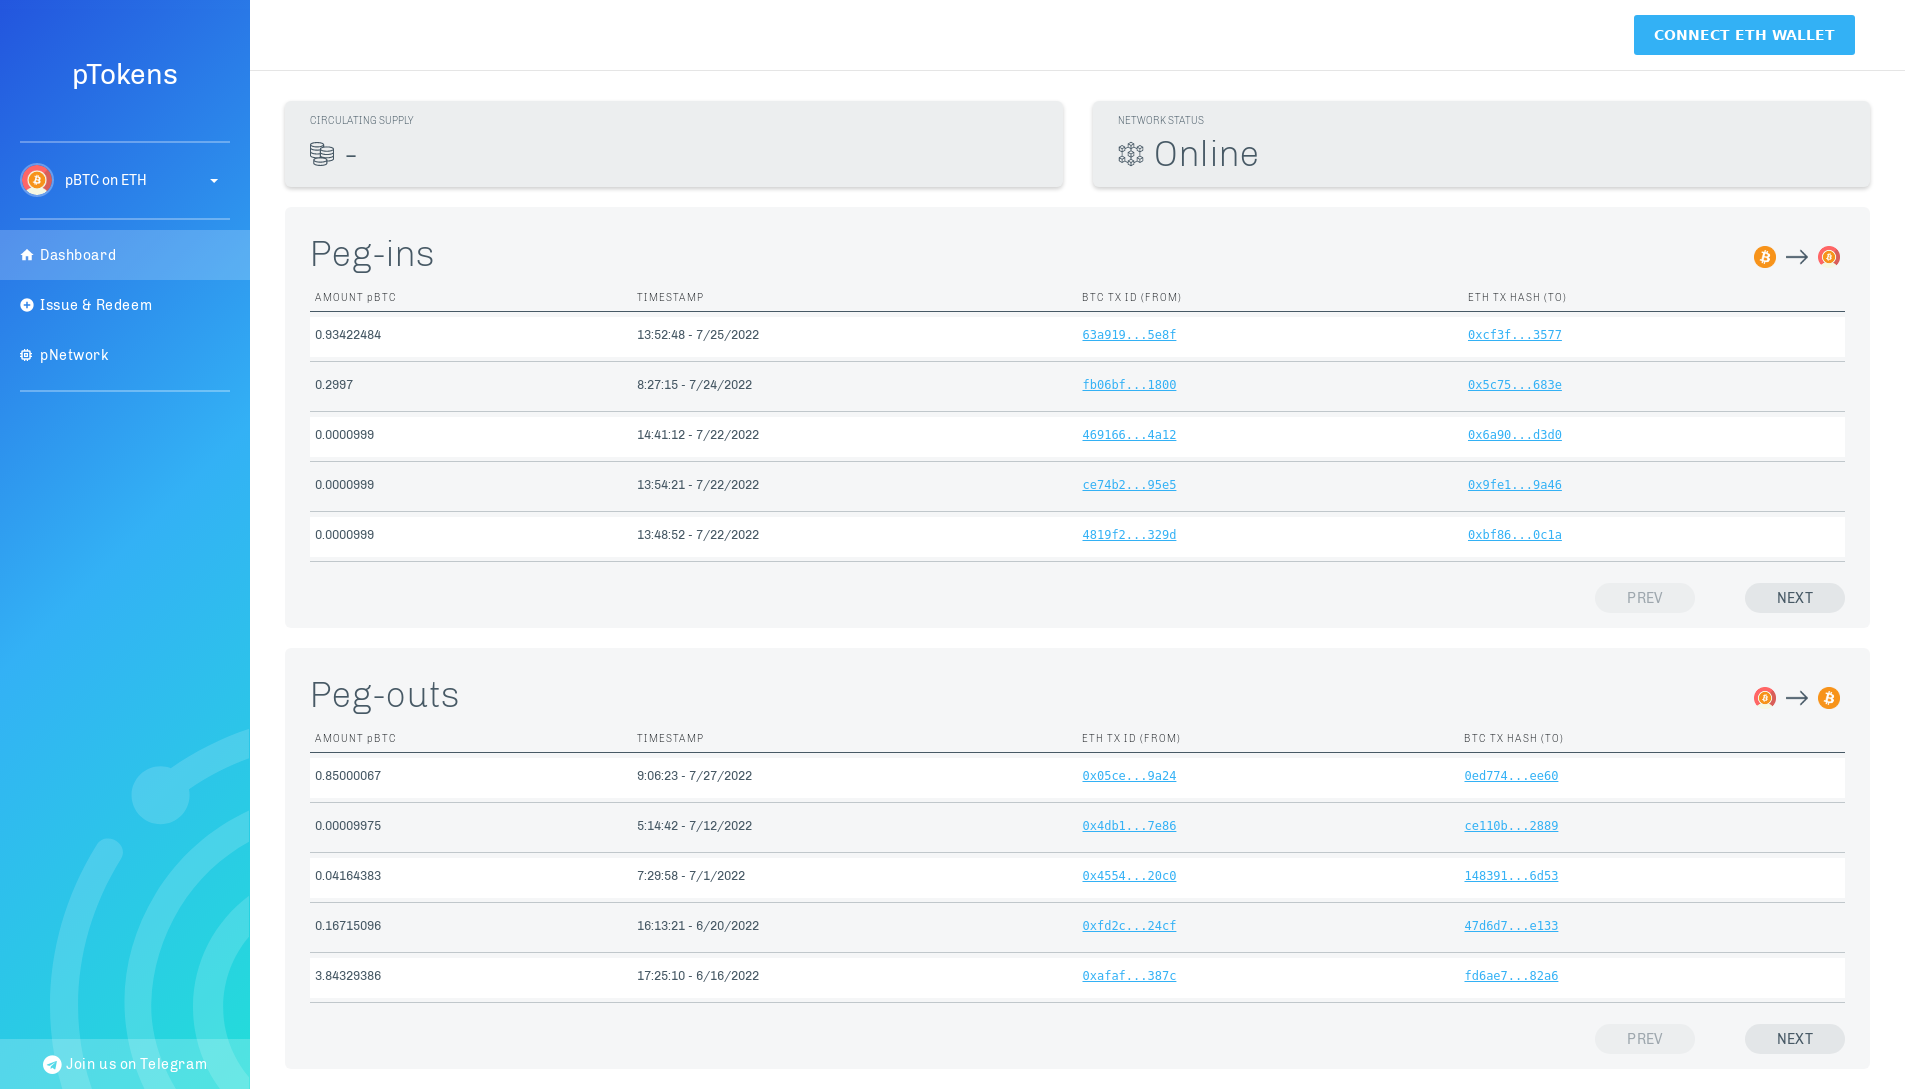 pTokens
pBTC on ETH
Dashboard
Issue & Redeem
pNetwork
Join us on Telegram
CONNECT ETH WALLET
CIRCULATING SUPPLY
-
NETWORK STATUS
Online
Peg-ins
AMOUNT pBTC TIMESTAMP BTC TX ID (FROM) ETH TX HASH (TO)
0.93422484 13:52:48 - 7/25/2022 63a919...5e8f 0xcf3f...3577
0.2997 8:27:15 - 7/24/2022 fb06bf...1800 0x5c75...683e
0.0000999 14:41:12 - 7/22/2022 469166...4a12 0x6a90...d3d0
0.0000999 13:54:21 - 7/22/2022 ce74b2...95e5 0x9fe1...9a46
0.0000999 13:48:52 - 7/22/2022 4819f2...329d 0xbf86...0c1a
PREV NEXT
Peg-outs
AMOUNT pBTC TIMESTAMP ETH TX ID (FROM) BTC TX HASH (TO)
0.85000067 9:06:23 - 7/27/2022 0x05ce...9a24 0ed774...ee60
0.00009975 5:14:42 - 7/12/2022 0x4db1...7e86 ce110b...2889
0.04164383 7:29:58 - 7/1/2022 0x4554...20c0 148391...6d53
0.16715096 16:13:21 - 6/20/2022 0xfd2c...24cf 47d6d7...e133
3.84329386 17:25:10 - 6/16/2022 0xafaf...387c fd6ae7...82a6
PREV NEXT